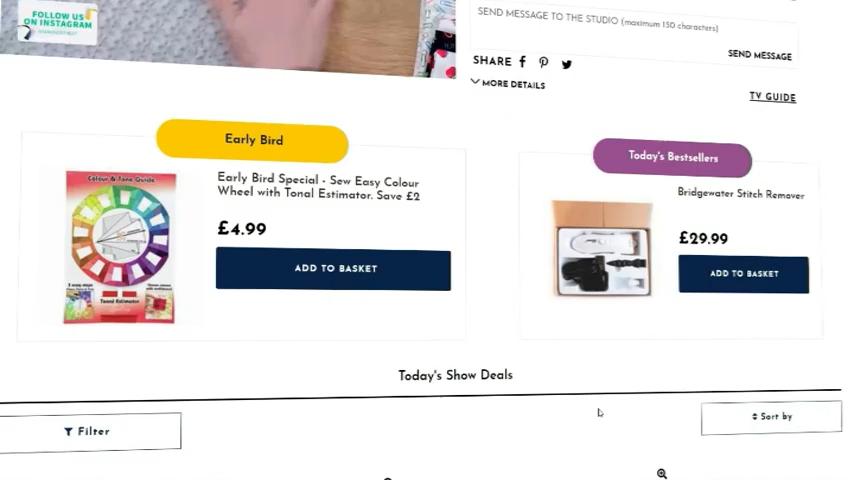 FOLLOW US
ON INSTAGRAM
SEND MESSAGE TO THE STUDIO (maximum 150 characters)
SEND MESSAGE
SHARE
MORE DETAILS
TV GUIDE
Early Bird
Today's Bestsellers
Colour & Tone Guide
Early Bird Special - Sew Easy Colour
Wheel with Tonal Estimator. Save £2
£4.99
ADD TO BASKET
Tonal Estimator
Bridgewater Stitch Remover
£29.99
ADD TO BASKET
Today's Show Deals
Filter
Sort by